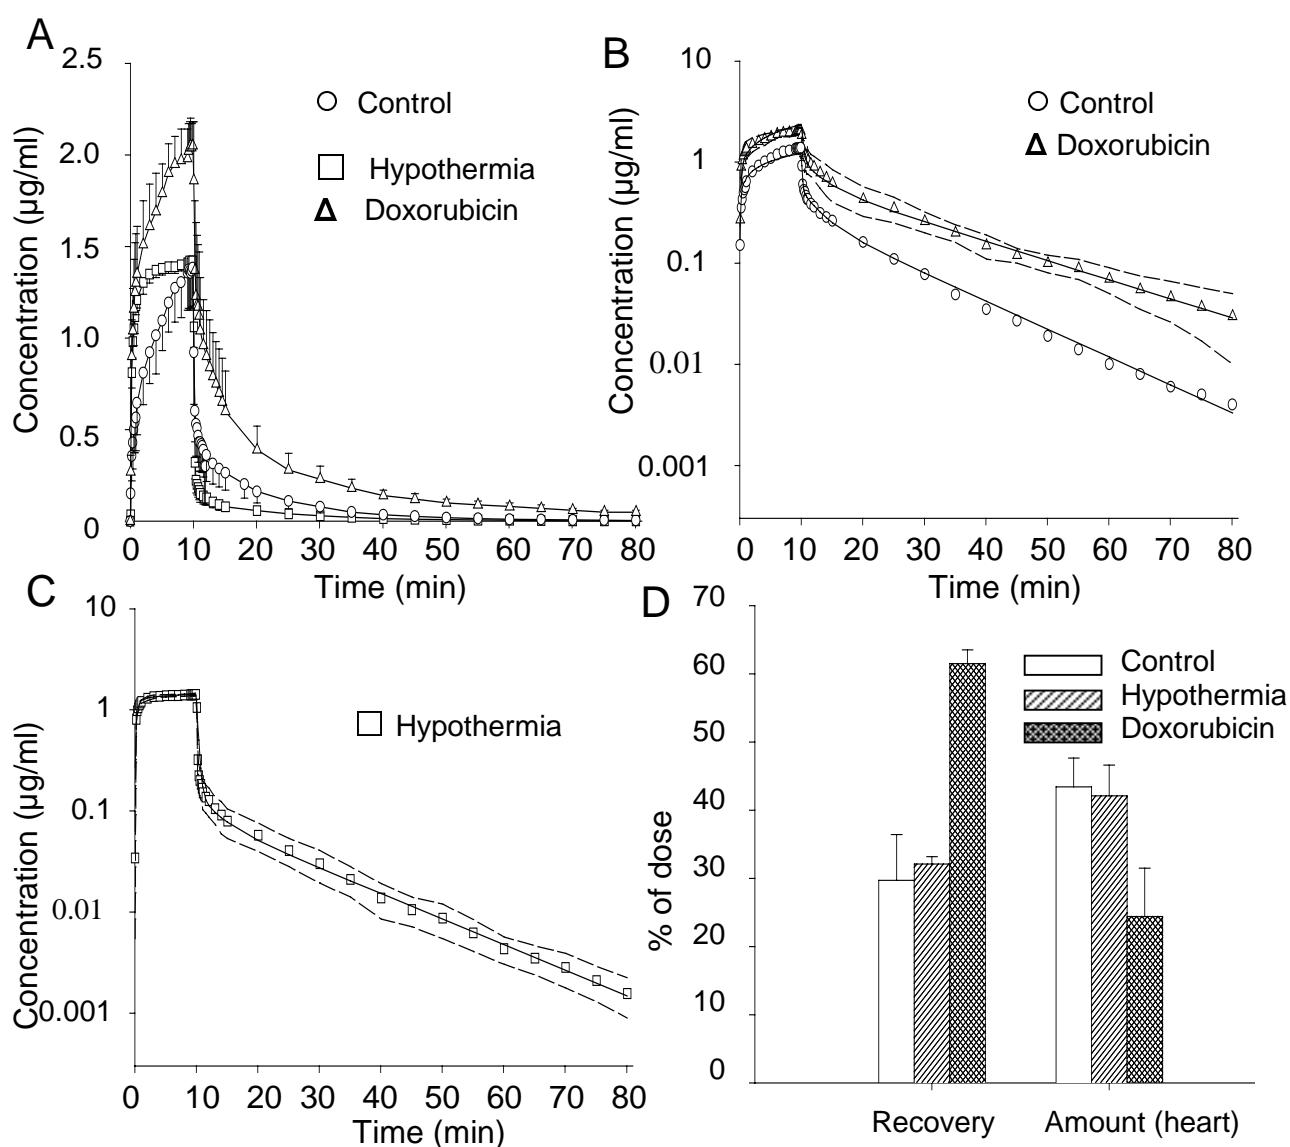 A
2.5
2.0
1.5
1.0
0.5
0
Concentration (µg/ml)
Control
Hypothermia
Doxorubicin
0 10 20 30 40 50 60 70 80
Time (min)
B
10
1
0.1
0.01
0.001
Concentration (µg/ml)
Control
Doxorubicin
0 10 20 30 40 50 60 70 80
Time (min)
C
10
1
0.1
0.01
0.001
Concentration (µg/ml)
Hypothermia
0 10 20 30 40 50 60 70 80
Time (min)
D
70
60
50
40
30
20
10
0
% of dose
Control
Hypothermia
Doxorubicin
Recovery Amount (heart)